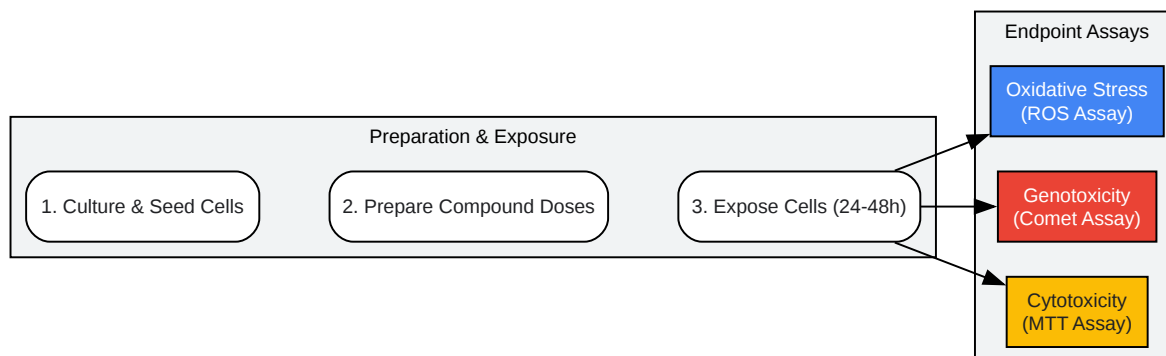 Preparation & Exposure
1. Culture & Seed Cells
2. Prepare Compound Doses
3. Expose Cells (24-48h)
Endpoint Assays
Oxidative Stress
(ROS Assay)
Genotoxicity
(Comet Assay)
Cytotoxicity
(MTT Assay)